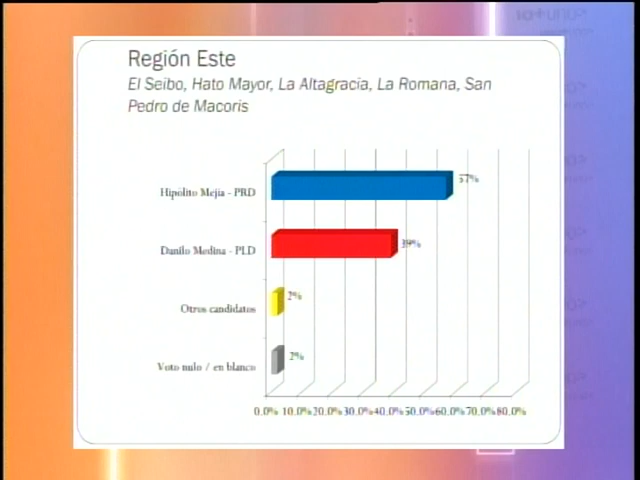 Región Este
El Seibo, Hato Mayor, La Altagracia, La Romana, San
Pedro de Macoris
Hipólito Mejía - PRD
57%
Danilo Medina - PLD
39%
Otros candidatos
2%
Voto nulo / en blanco
2%
0.0% 10.0% 20.0% 30.0% 40.0% 50.0% 60.0% 70.0% 80.0%